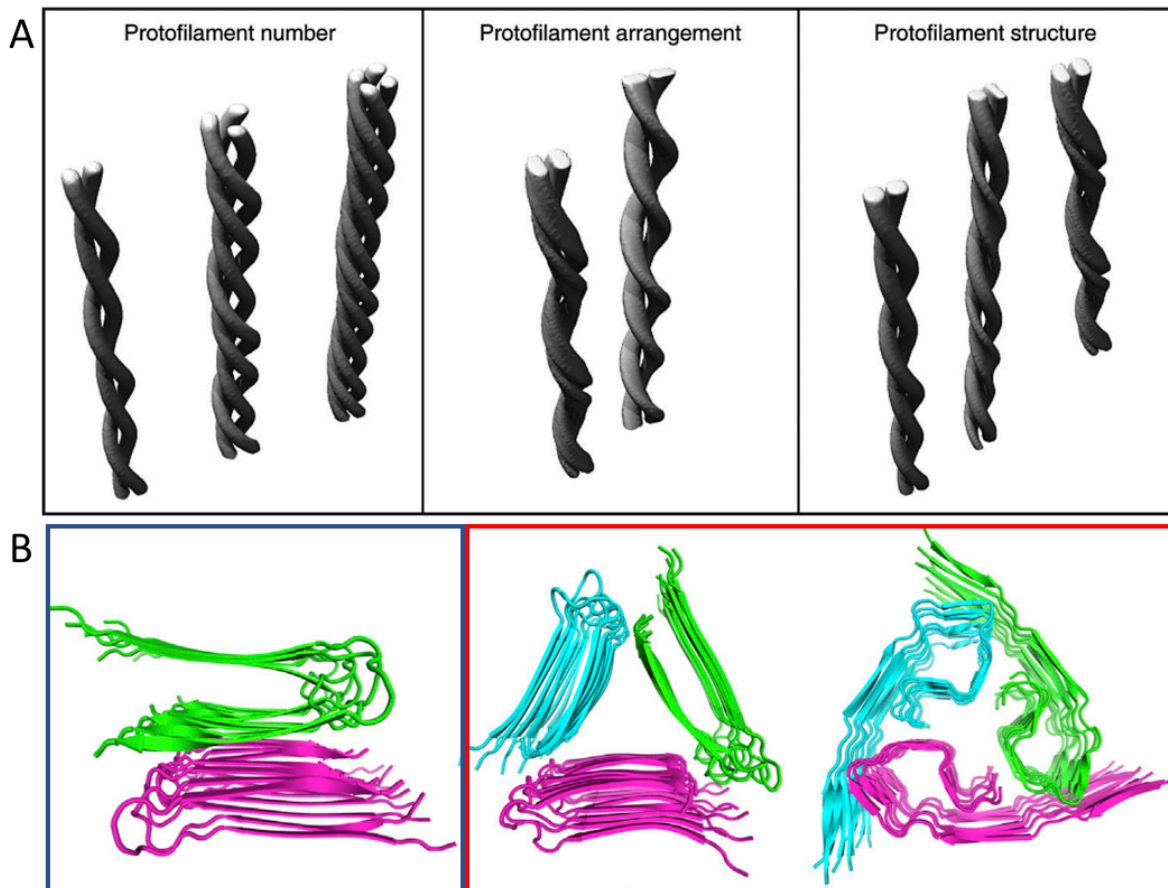 A
Protofilament number
Protofilament arrangement
Protofilament structure
B